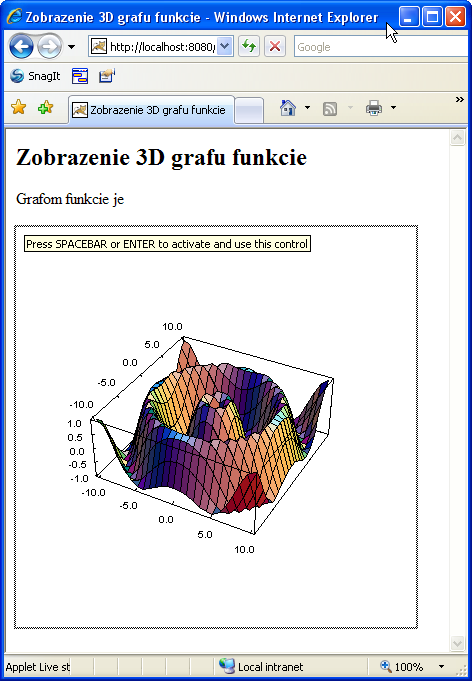 Zobrazenie 3D grafu funkcie - Windows Internet Explorer
http://localhost:8080/
Google
SnagIt
Zobrazenie 3D grafu funkcie
Zobrazenie 3D grafu funkcie
Grafom funkcie je
Press SPACEBAR or ENTER to activate and use this control
10.0
5.0
0.0
-5.0
-10.0
1.0
0.5
0.0
-0.5
-1.0
-10.0
-5.0
0.0
5.0
10.0
Applet Live st
Local intranet
100%